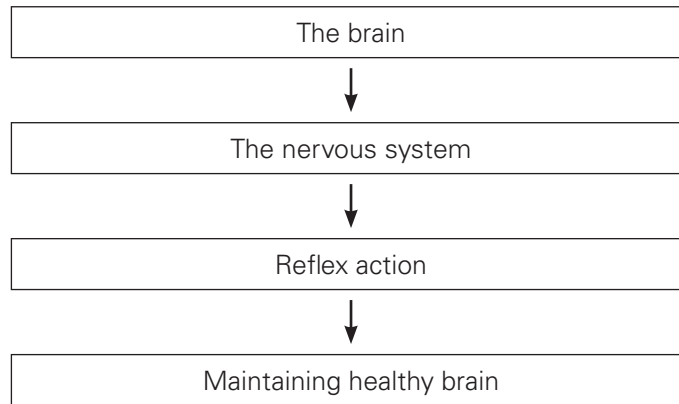 The brain
The nervous system
Reflex action
Maintaining healthy brain